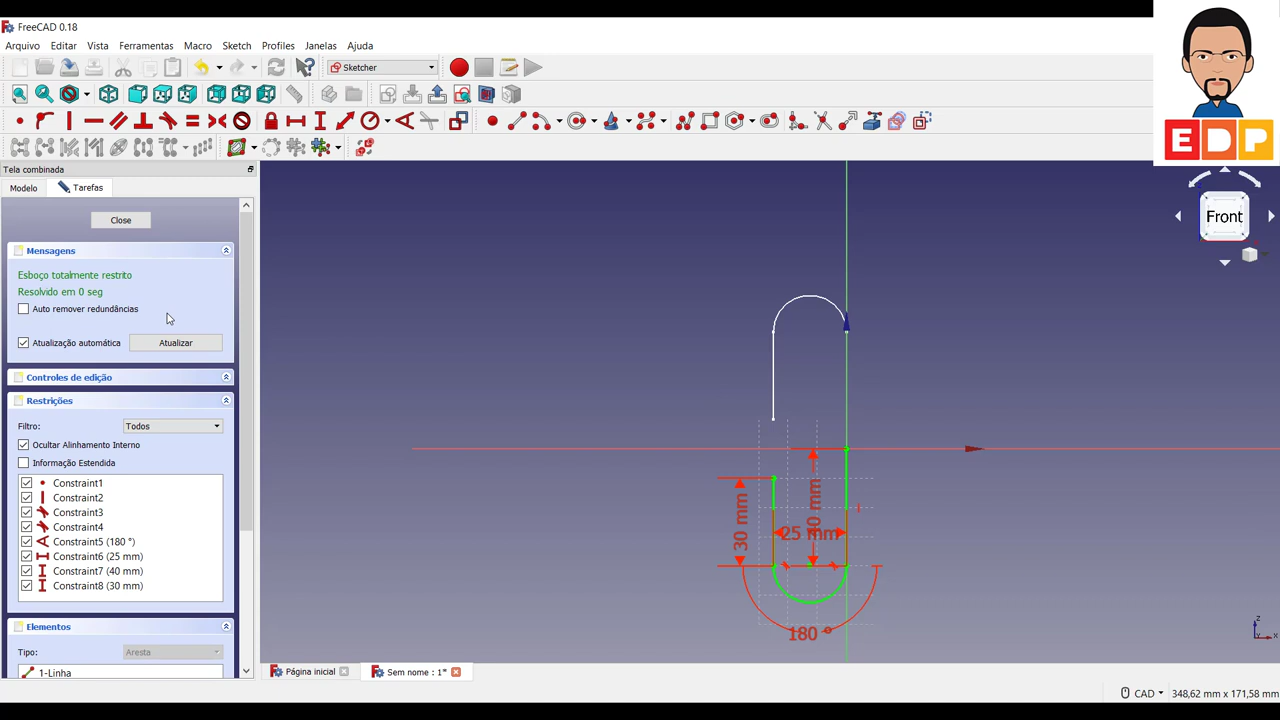 FreeCAD 0.18
Arquivo Editar Vista Ferramentas Macro Sketch Profiles Janelas Ajuda
Sketcher
EDP
Tela combinada
Modelo Tarefas
Close
Mensagens
Esboço totalmente restrito
Resolvido em 0 seg
Auto remover redundâncias
Atualização automática Atualizar
Controles de edição
Restrições
Filtro: Todos
Ocultar Alinhamento Interno
Informação Estendida
Constraint1
Constraint2
Constraint3
Constraint4
Constraint5 (180 °)
Constraint6 (25 mm)
Constraint7 (40 mm)
Constraint8 (30 mm)
Elementos
Tipo: Aresta
1-Linha
Front
30 mm
40 mm
25 mm
180 °
Z
X
Página inicial
Sem nome : 1*
CAD
348,62 mm x 171,58 mm